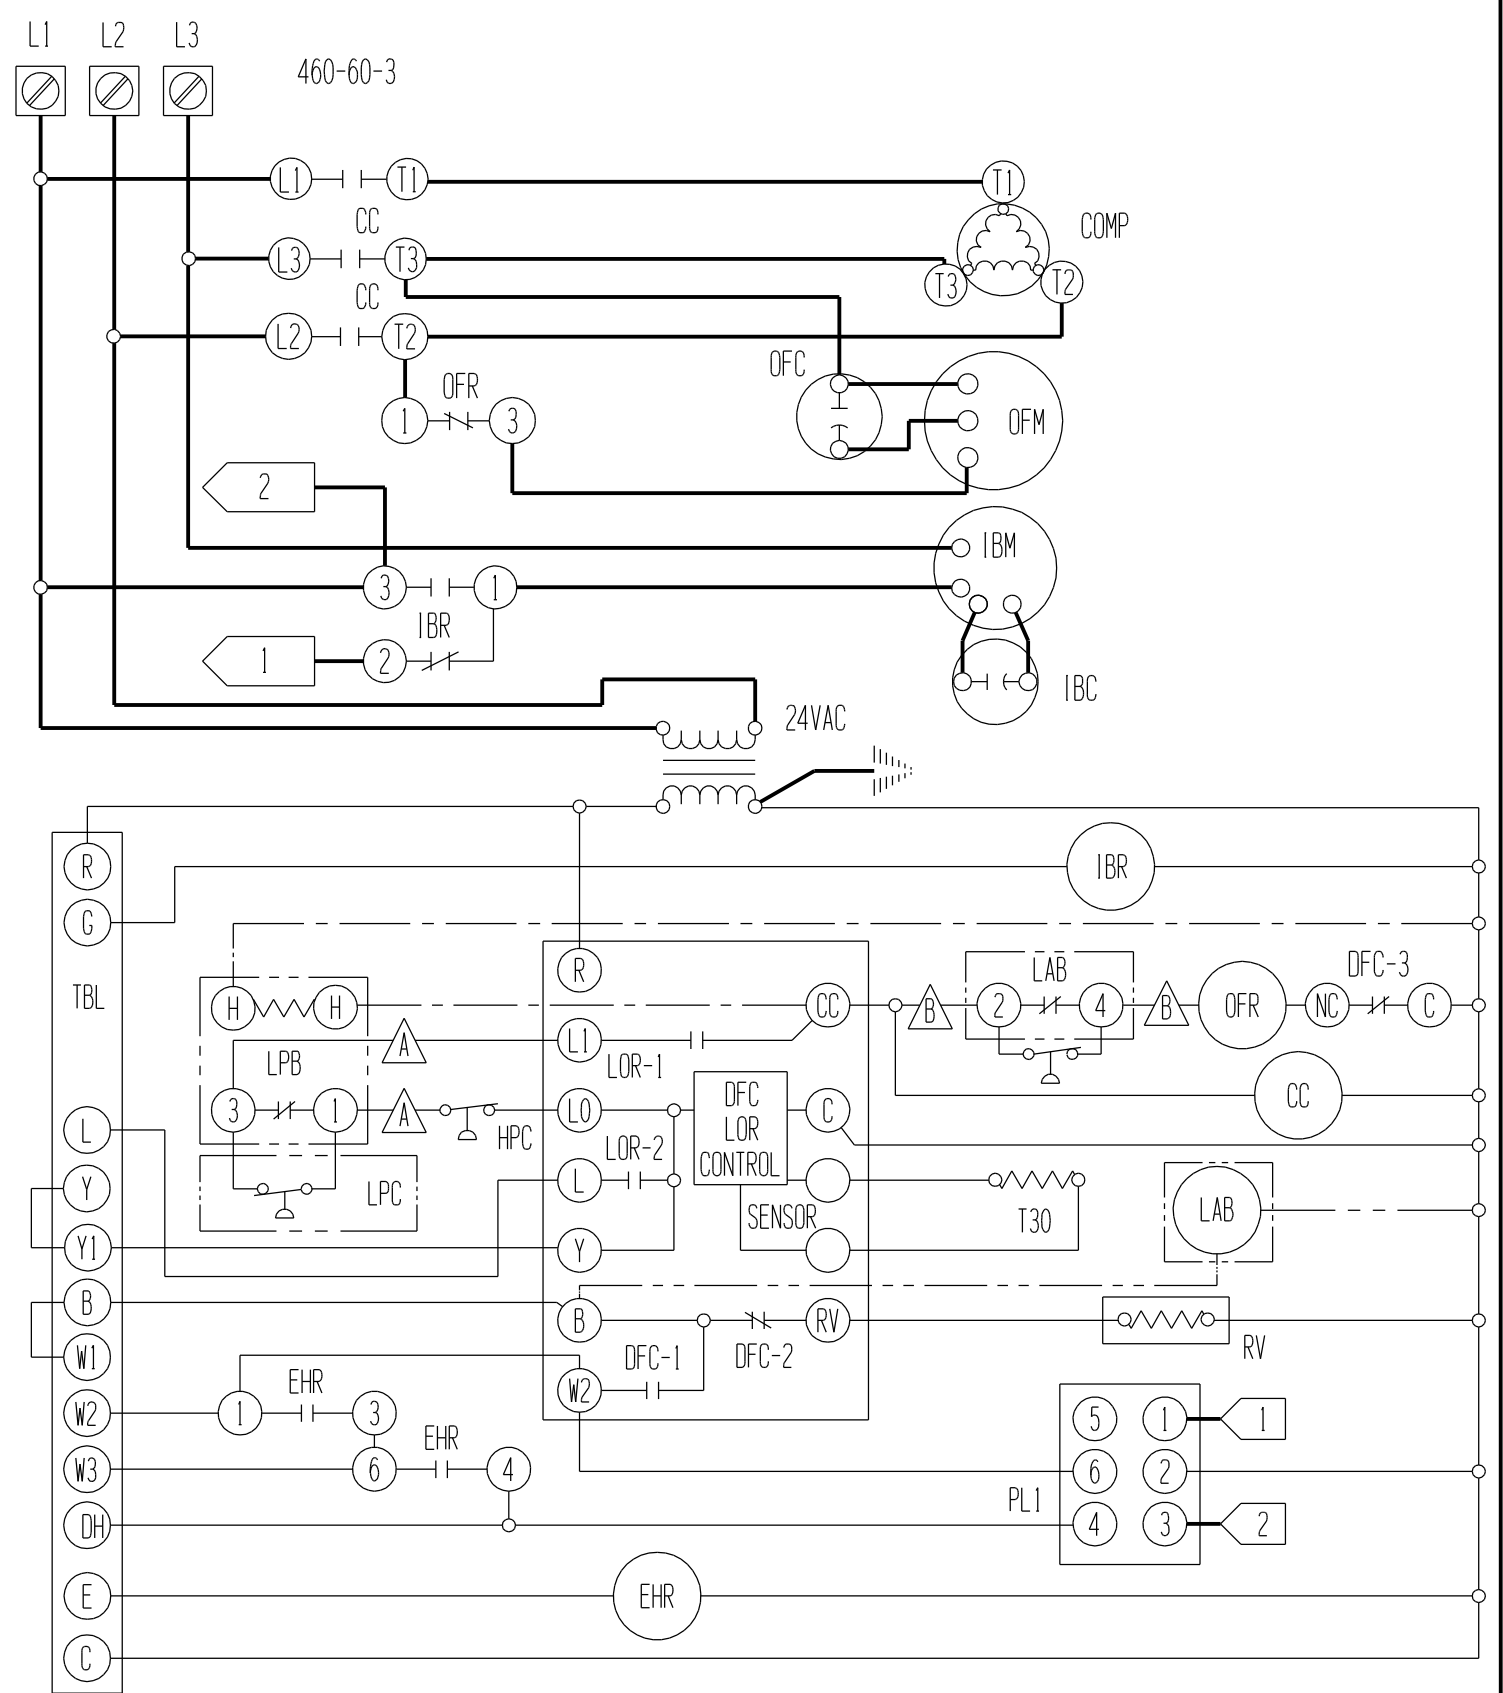 L1 L2 L3
460-60-3
L1 T1 T1
CC
COMP
L3 T3 T3 T2
CC
L2 T2
OFC
OFR
1 3
OFM
2
IBM
3 1
IBR
1 2
IBC
24VAC
R
IBR
G
R
LAB DFC-3
TBL
H H CC B 2 4 B OFR NC C
A L1
LOR-1
LPB
DFC
LOR
CONTROL
CC
3 1 A LO C
HPC
L
LOR-2
Y LPC L
SENSOR
T30
LAB
Y1 Y
B
B RV
RV
W1 DFC-1 DFC-2
EHR
W2
W2 1 3
5 1 1
EHR
W3 6 4
6 2
PL1
DH
4 3 2
E EHR
C